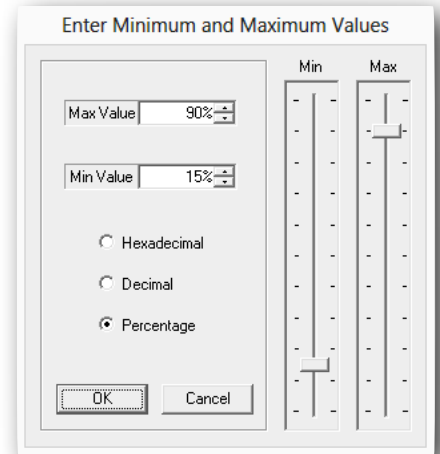 Enter Minimum and Maximum Values
Min Max
Max Value 90%
Min Value 15%
Hexadecimal
Decimal
Percentage
OK Cancel